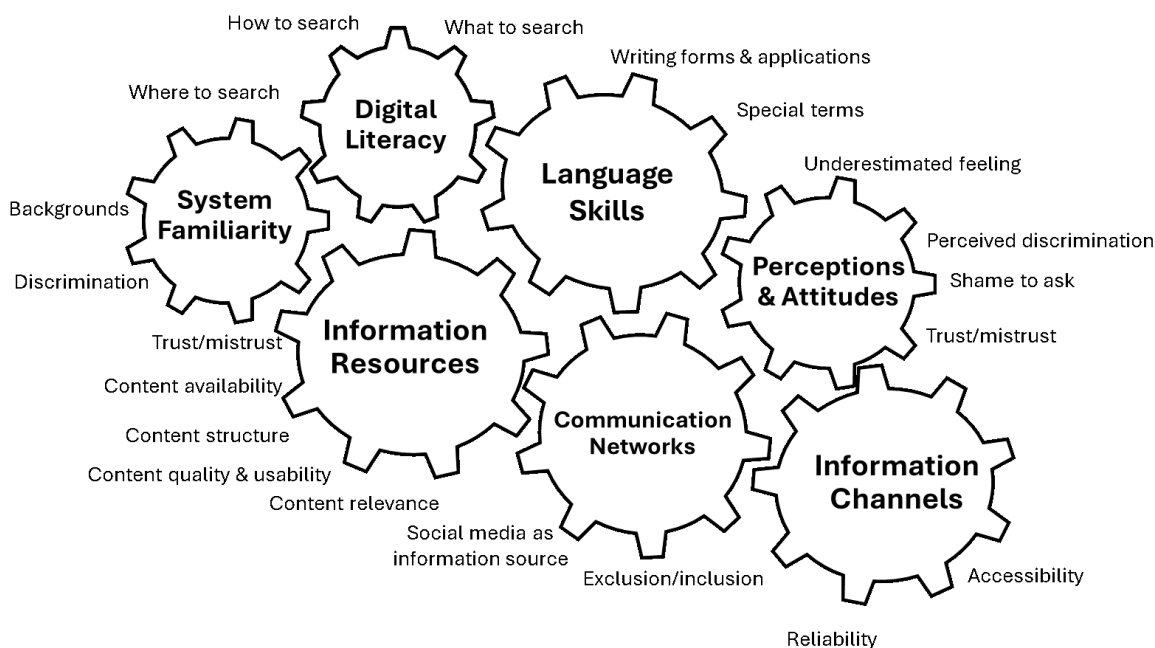 How to search
What to search
Where to search
Digital
Literacy
Writing forms & applications
Special terms
Language
Skills
Underestimated feeling
Backgrounds
System
Familiarity
Discrimination
Perceived discrimination
Shame to ask
Perceptions
& Attitudes
Trust/mistrust
Information
Resources
Trust/mistrust
Content availability
Content structure
Content quality & usability
Content relevance
Communication
Networks
Social media as
information source
Exclusion/inclusion
Information
Channels
Accessibility
Reliability